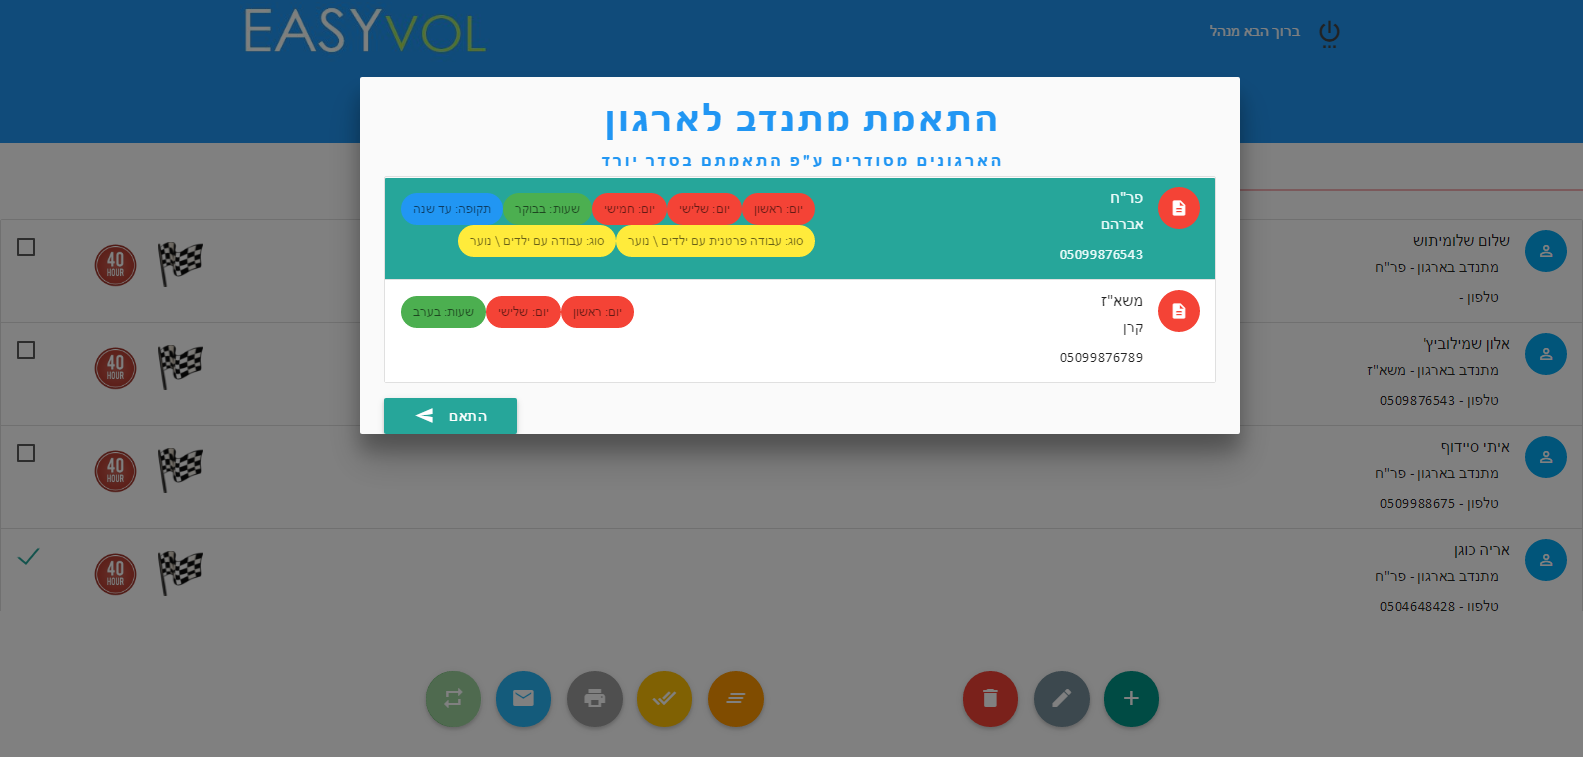 EASYVOL
ברוך הבא מנהל
התאמת מתנדב לארגון
הארגונים מסודרים ע"פ התאמתם בסדר יורד
פר"ח
אברהם
05099876543
יום: ראשון
יום: שלישי
יום: חמישי
שעות: בבוקר
תקופה: עד שנה
סוג: עבודה פרטנית עם ילדים \ נוער
סוג: עבודה עם ילדים \ נוער
משא"ז
קרן
05099876789
יום: ראשון
יום: שלישי
שעות: בערב
התאם
שלום שלומיתוש
מתנדב בארגון - פר"ח
טלפון -
40
HOUR
אלון שמילוביץ'
מתנדב בארגון - משא"ז
טלפון - 0509876543
40
HOUR
איתי סיידוף
מתנדב בארגון - פר"ח
טלפון - 0509988675
40
HOUR
אריה כוגן
מתנדב בארגון - פר"ח
טלפון - 0504648428
40
HOUR